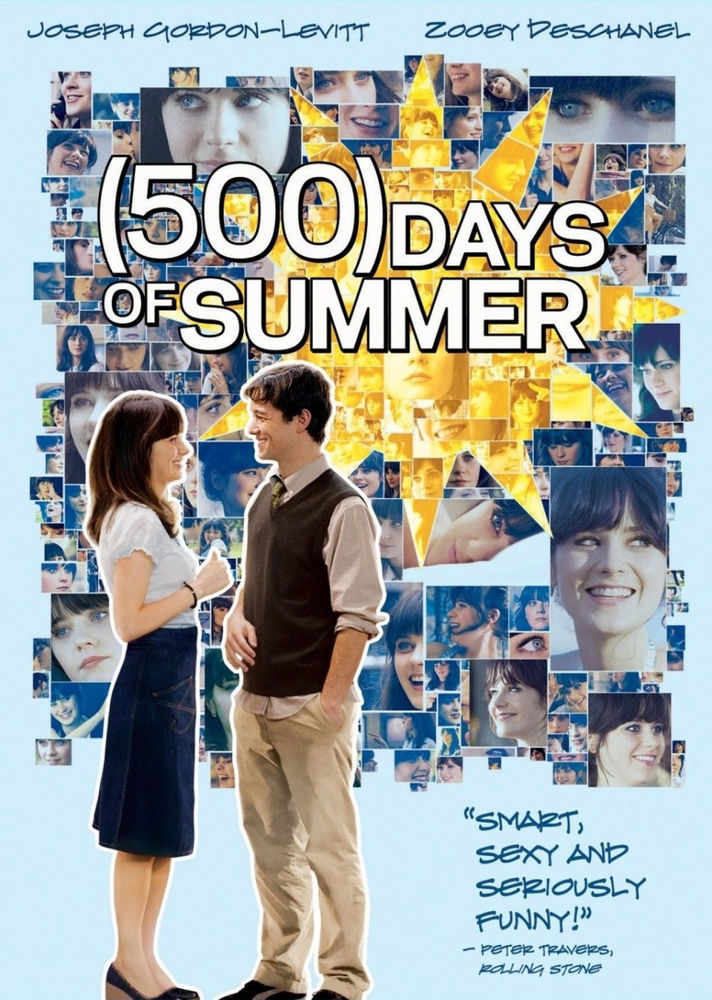 JOSEPH GORDON-LEVITT ZOOEY DESCHANEL
(500) DAYS
OF SUMMER
“SMART,
SEXY AND
SERIOUSLY
FUNNY!”
– PETER TRAVERS,
ROLLING STONE